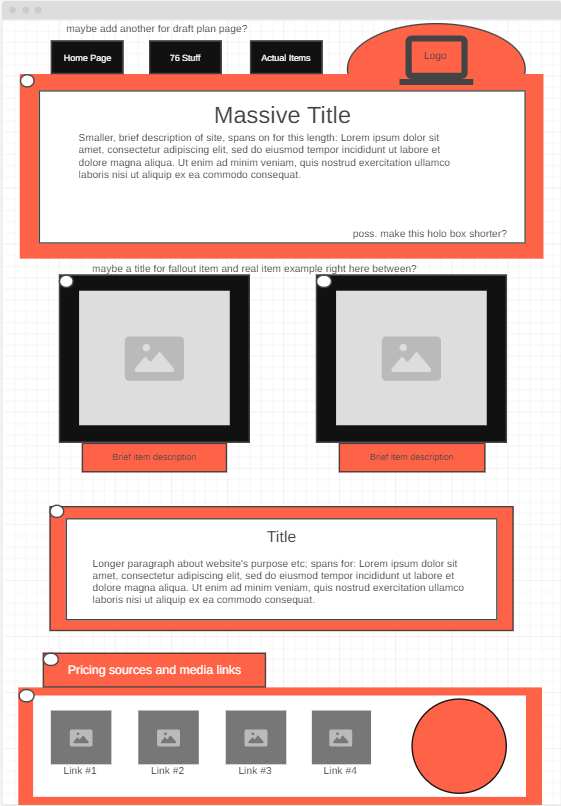 maybe add another for draft plan page?
Home Page
76 Stuff
Actual Items
Logo
Massive Title
Smaller, brief description of site, spans on for this length: Lorem ipsum dolor sit
amet, consectetur adipiscing elit, sed do eiusmod tempor incididunt ut labore et
dolore magna aliqua. Ut enim ad minim veniam, quis nostrud exercitation ullamco
laboris nisi ut aliquip ex ea commodo consequat.
poss. make this holo box shorter?
maybe a title for fallout item and real item example right here between?
Brief item description
Brief item description
Title
Longer paragraph about website's purpose etc; spans for: Lorem ipsum dolor sit
amet, consectetur adipiscing elit, sed do eiusmod tempor incididunt ut labore et
dolore magna aliqua. Ut enim ad minim veniam, quis nostrud exercitation ullamco
laboris nisi ut aliquip ex ea commodo consequat.
Pricing sources and media links
Link #1
Link #2
Link #3
Link #4